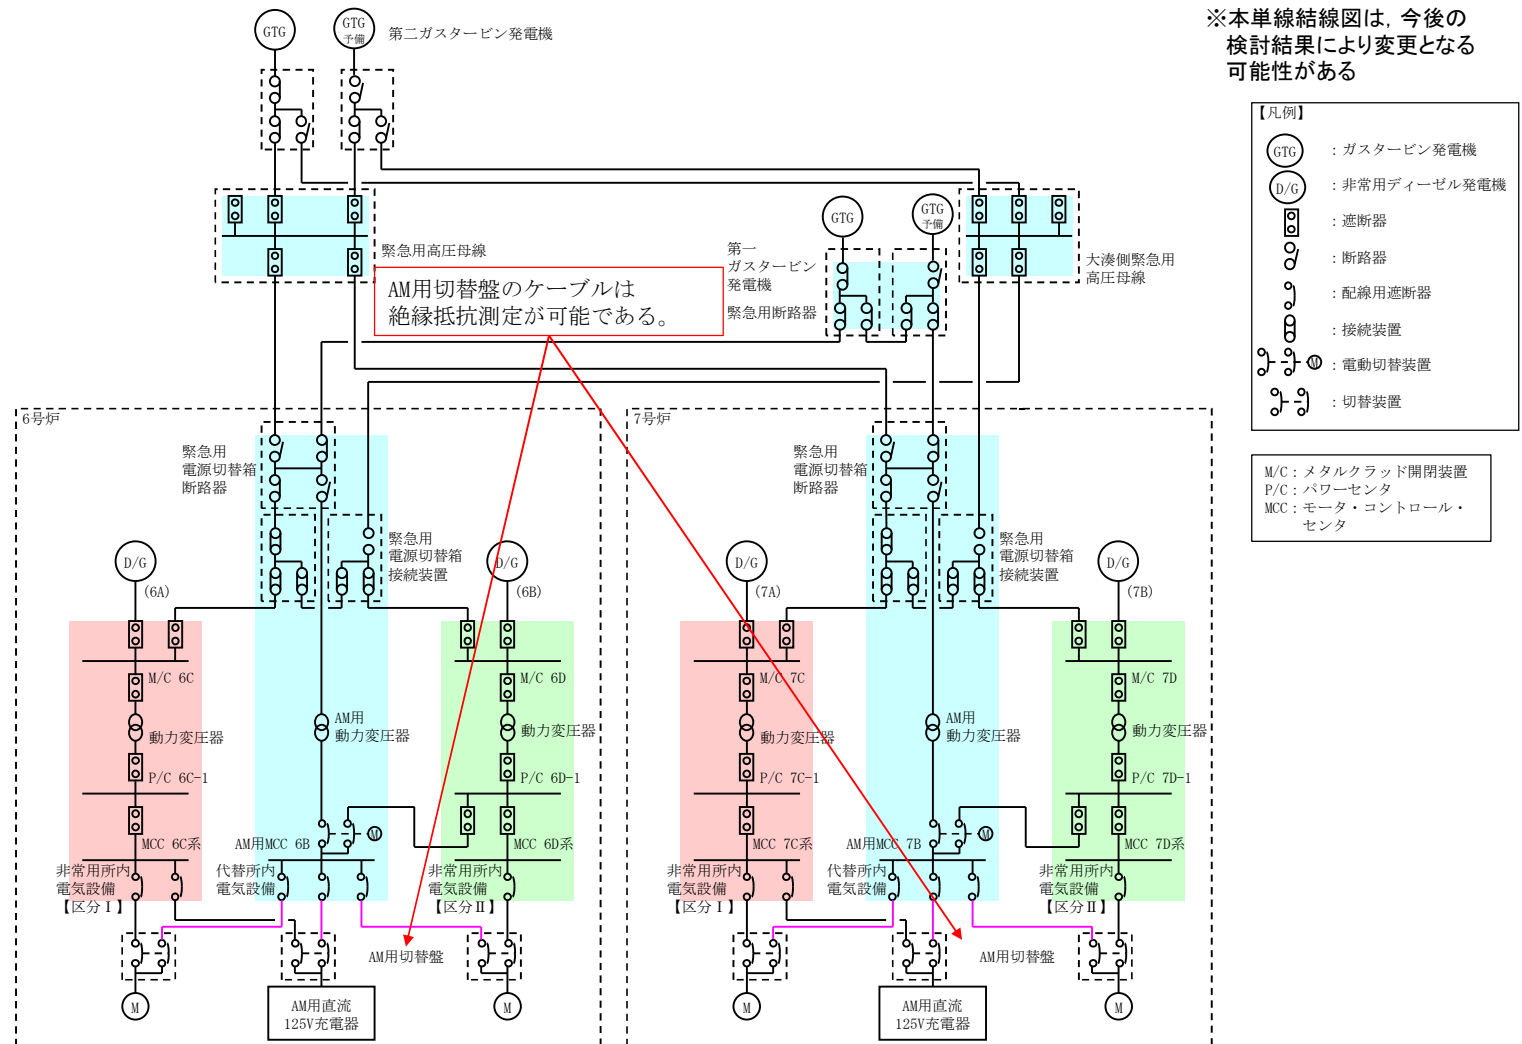 ※本単線結線図は，今後の
検討結果により変更となる
可能性がある
GTG
GTG
予備
第二ガスタービン発電機
【凡例】
GTG
：ガスタービン発電機
D/G
：非常用ディーゼル発電機
：遮断器
：断路器
：配線用遮断器
：接続装置
M
：電動切替装置
：切替装置
M/C：メタルクラッド開閉装置
P/C：パワーセンタ
MCC：モータ・コントロール・
センタ
緊急用高圧母線
GTG
GTG
予備
第一
ガスタービン
発電機
緊急用断路器
大湊側緊急用
高圧母線
AM用切替盤のケーブルは
絶縁抵抗測定が可能である。
6号炉
緊急用
電源切替箱
断路器
緊急用
電源切替箱
接続装置
D/G
(6A)
D/G
(6B)
M/C 6C
M/C 6D
動力変圧器
AM用
動力変圧器
動力変圧器
P/C 6C-1
P/C 6D-1
M
MCC 6C系
AM用MCC 6B
MCC 6D系
非常用所内
電気設備
【区分Ⅰ】
代替所内
電気設備
非常用所内
電気設備
【区分Ⅱ】
AM用切替盤
M
AM用直流
125V充電器
M
7号炉
緊急用
電源切替箱
断路器
緊急用
電源切替箱
接続装置
D/G
(7A)
D/G
(7B)
M/C 7C
M/C 7D
動力変圧器
AM用
動力変圧器
動力変圧器
P/C 7C-1
P/C 7D-1
M
MCC 7C系
AM用MCC 7B
MCC 7D系
非常用所内
電気設備
【区分Ⅰ】
代替所内
電気設備
非常用所内
電気設備
【区分Ⅱ】
AM用切替盤
M
AM用直流
125V充電器
M